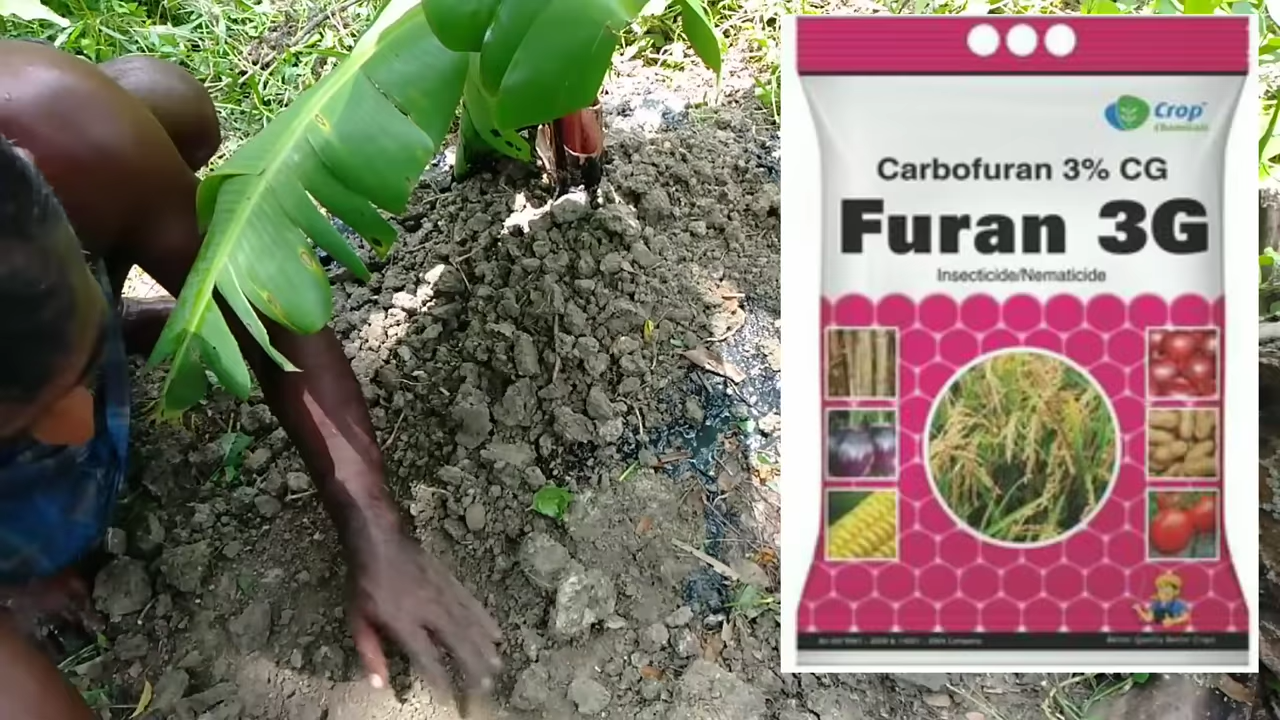 Crop
Chemicals
Carbofuran 3% CG
Furan 3G
Insecticide/Nematicide
Better Quality Better Crops